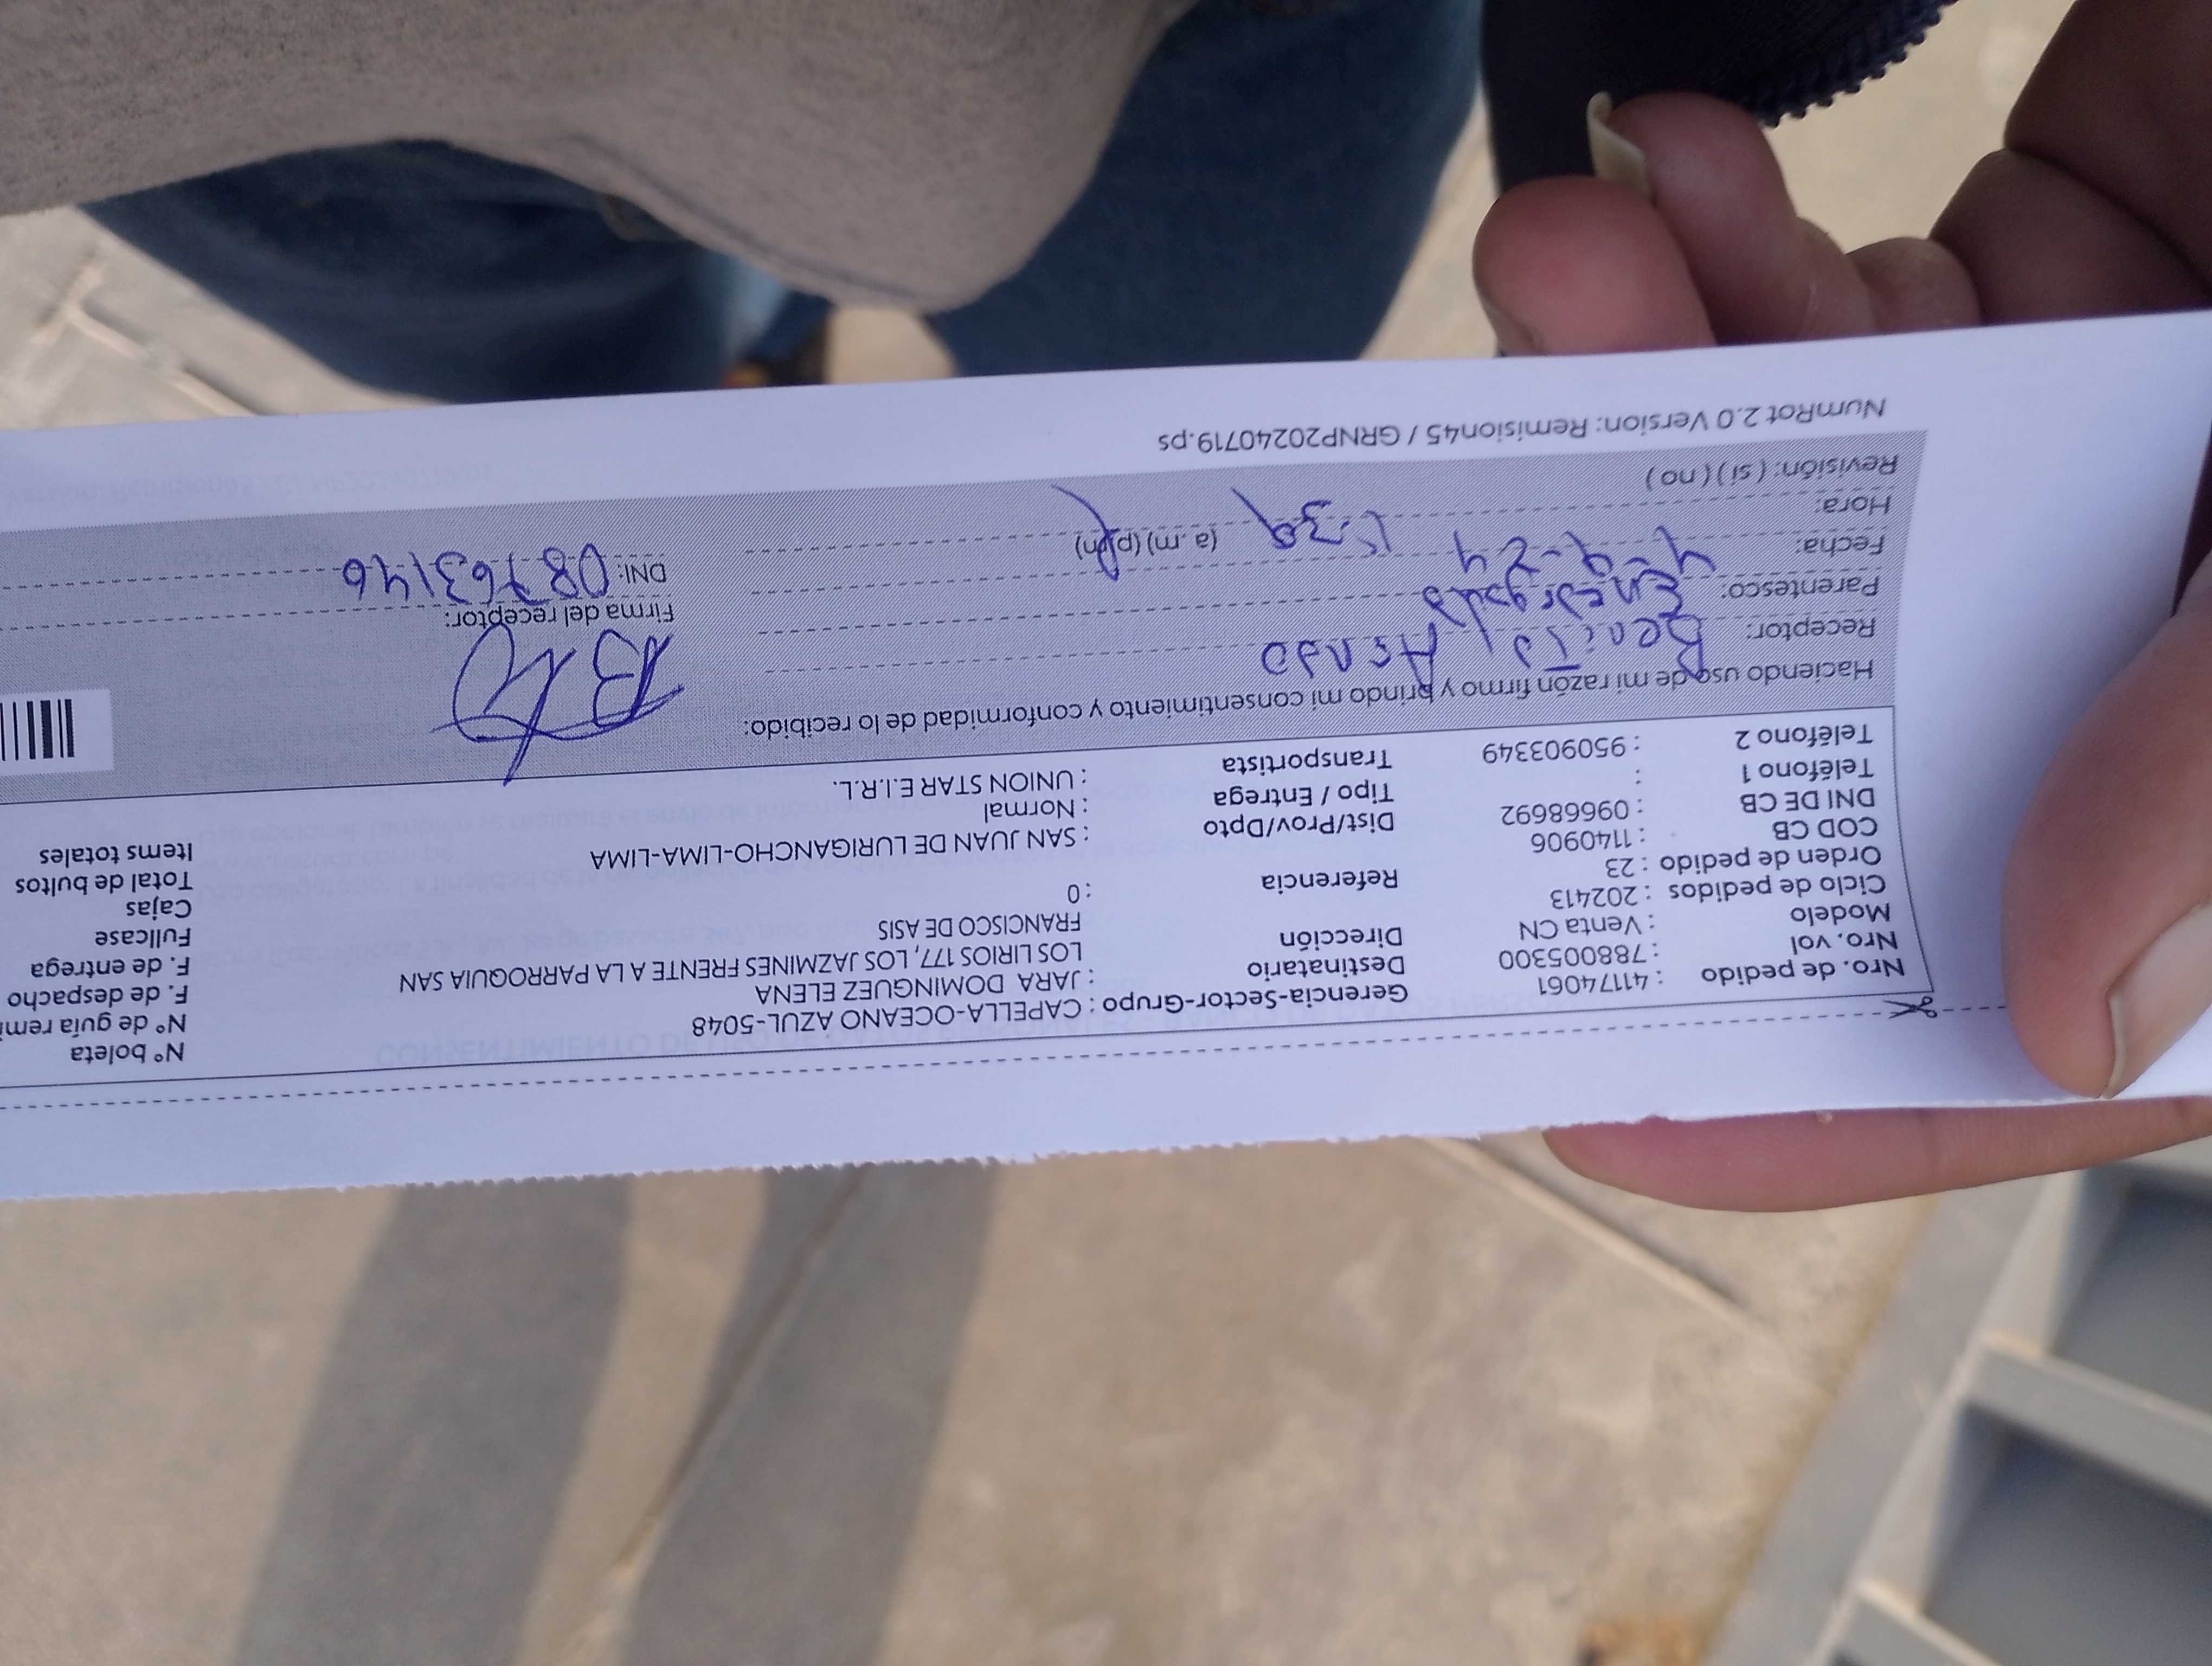 Nro. de pedido : 41174061
Nro. vol : 788005300
Modelo : Venta CN
Ciclo de pedidos : 202413
Orden de pedido : 23
COD CB : 1140906
DNI DE CB : 09668692
Teléfono 1 :
Teléfono 2 : 950903349
Gerencia-Sector-Grupo : CAPELLA-OCEANO AZUL-5048
Destinatario : JARA DOMINGUEZ ELENA
Dirección LOS LIRIOS 177, LOS JAZMINES FRENTE A LA PARROQUIA SAN
FRANCISCO DE ASIS
Referencia : 0
Dist/Prov/Dpto : SAN JUAN DE LURIGANCHO-LIMA-LIMA
Tipo / Entrega : Normal
Transportista : UNION STAR E.I.R.L.
N° boleta
N° de guía remi
F. de despacho
F. de entrega
Fullcase
Cajas
Total de bultos
Items totales
Haciendo uso de mi razón firmo y brindo mi consentimiento y conformidad de lo recibido:
Receptor: Benita
Parentesco: Encargada
Fecha: 4-9-24
Hora: (a.m) (p.m)
Revisión: ( si ) ( no )
Firma del receptor:
DNI: 08763146
NumRot 2.0 Version: Remision45 / GRNP20240719.ps